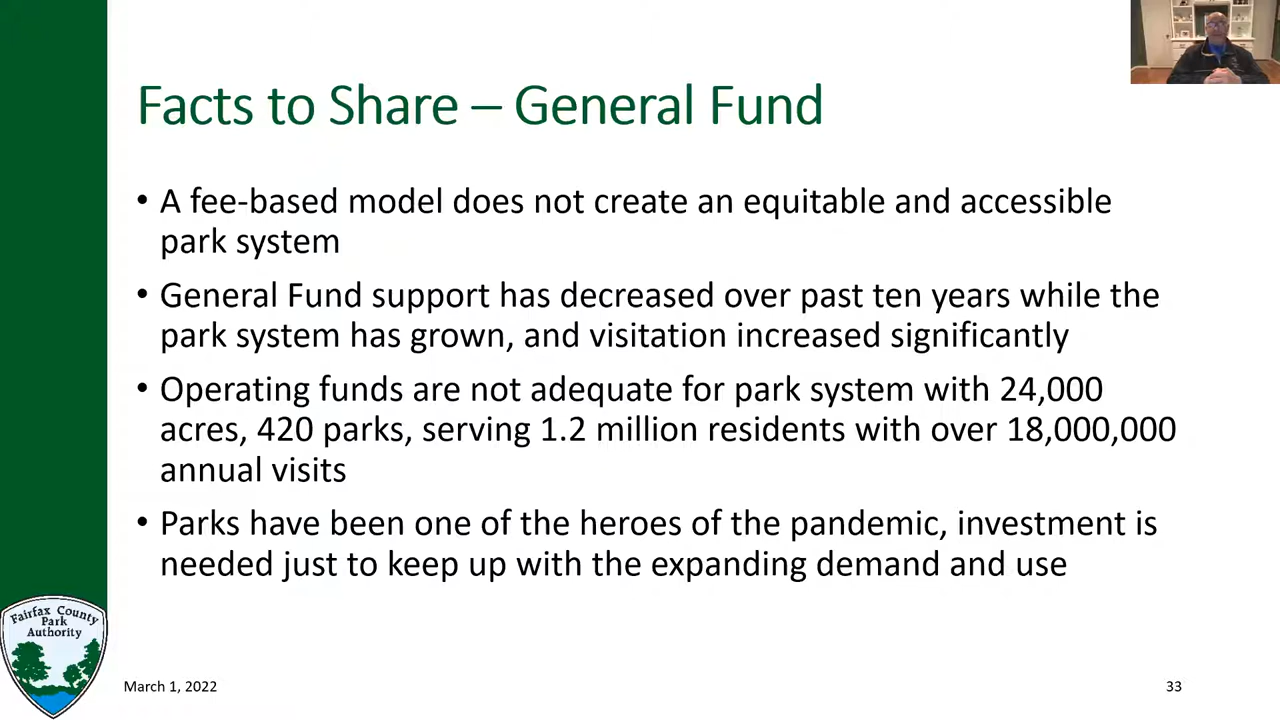 Facts to Share – General Fund
• A fee-based model does not create an equitable and accessible
park system
• General Fund support has decreased over past ten years while the
park system has grown, and visitation increased significantly
• Operating funds are not adequate for park system with 24,000
acres, 420 parks, serving 1.2 million residents with over 18,000,000
annual visits
• Parks have been one of the heroes of the pandemic, investment is
needed just to keep up with the expanding demand and use
Fairfax County
Park
Authority
March 1, 2022
33